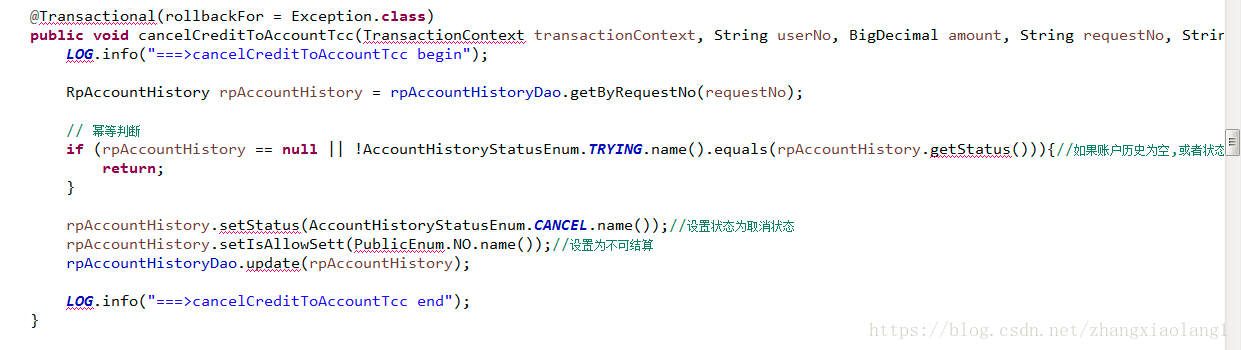 @Transactional(rollbackFor = Exception.class)
public void cancelCreditToAccountTcc(TransactionContext transactionContext, String userNo, BigDecimal amount, String requestNo, Strin
LOG.info("===>cancelCreditToAccountTcc begin");
RpAccountHistory rpAccountHistory = rpAccountHistoryDao.getByRequestNo(requestNo);
// 幂等判断
if (rpAccountHistory == null || !AccountHistoryStatusEnum.TRYING.name().equals(rpAccountHistory.getStatus())){//如果账户历史为空,或者状态
return;
}
rpAccountHistory.setStatus(AccountHistoryStatusEnum.CANCEL.name());//设置状态为取消状态
rpAccountHistory.setIsAllowSett(PublicEnum.NO.name());//设置为不可结算
rpAccountHistoryDao.update(rpAccountHistory);
LOG.info("===>cancelCreditToAccountTcc end");
}
https://blog.csdn.net/zhangxiaolang1